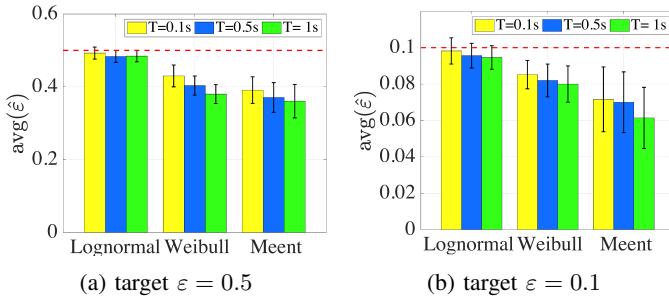 T=0.1s T=0.5s T= 1s
avg(ε̂)
0.6
0.4
0.2
0
Lognormal Weibull Meent
(a) target ε = 0.5
T=0.1s T=0.5s T= 1s
avg(ε̂)
0.1
0.08
0.06
0.04
0.02
0
Lognormal Weibull Meent
(b) target ε = 0.1